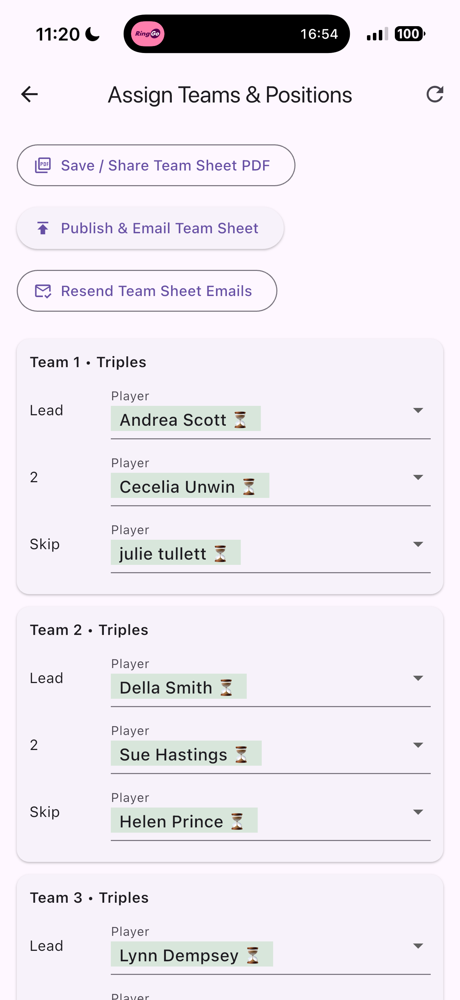 11:20
RingGo
16:54
100
Assign Teams & Positions
PDF
Save / Share Team Sheet PDF
Publish & Email Team Sheet
Resend Team Sheet Emails
Team 1 • Triples
Player
Lead
Andrea Scott ⏳
Player
2
Cecelia Unwin ⏳
Player
Skip
julie tullett ⏳
Team 2 • Triples
Player
Lead
Della Smith ⏳
Player
2
Sue Hastings ⏳
Player
Skip
Helen Prince ⏳
Team 3 • Triples
Player
Lead
Lynn Dempsey ⏳
Player